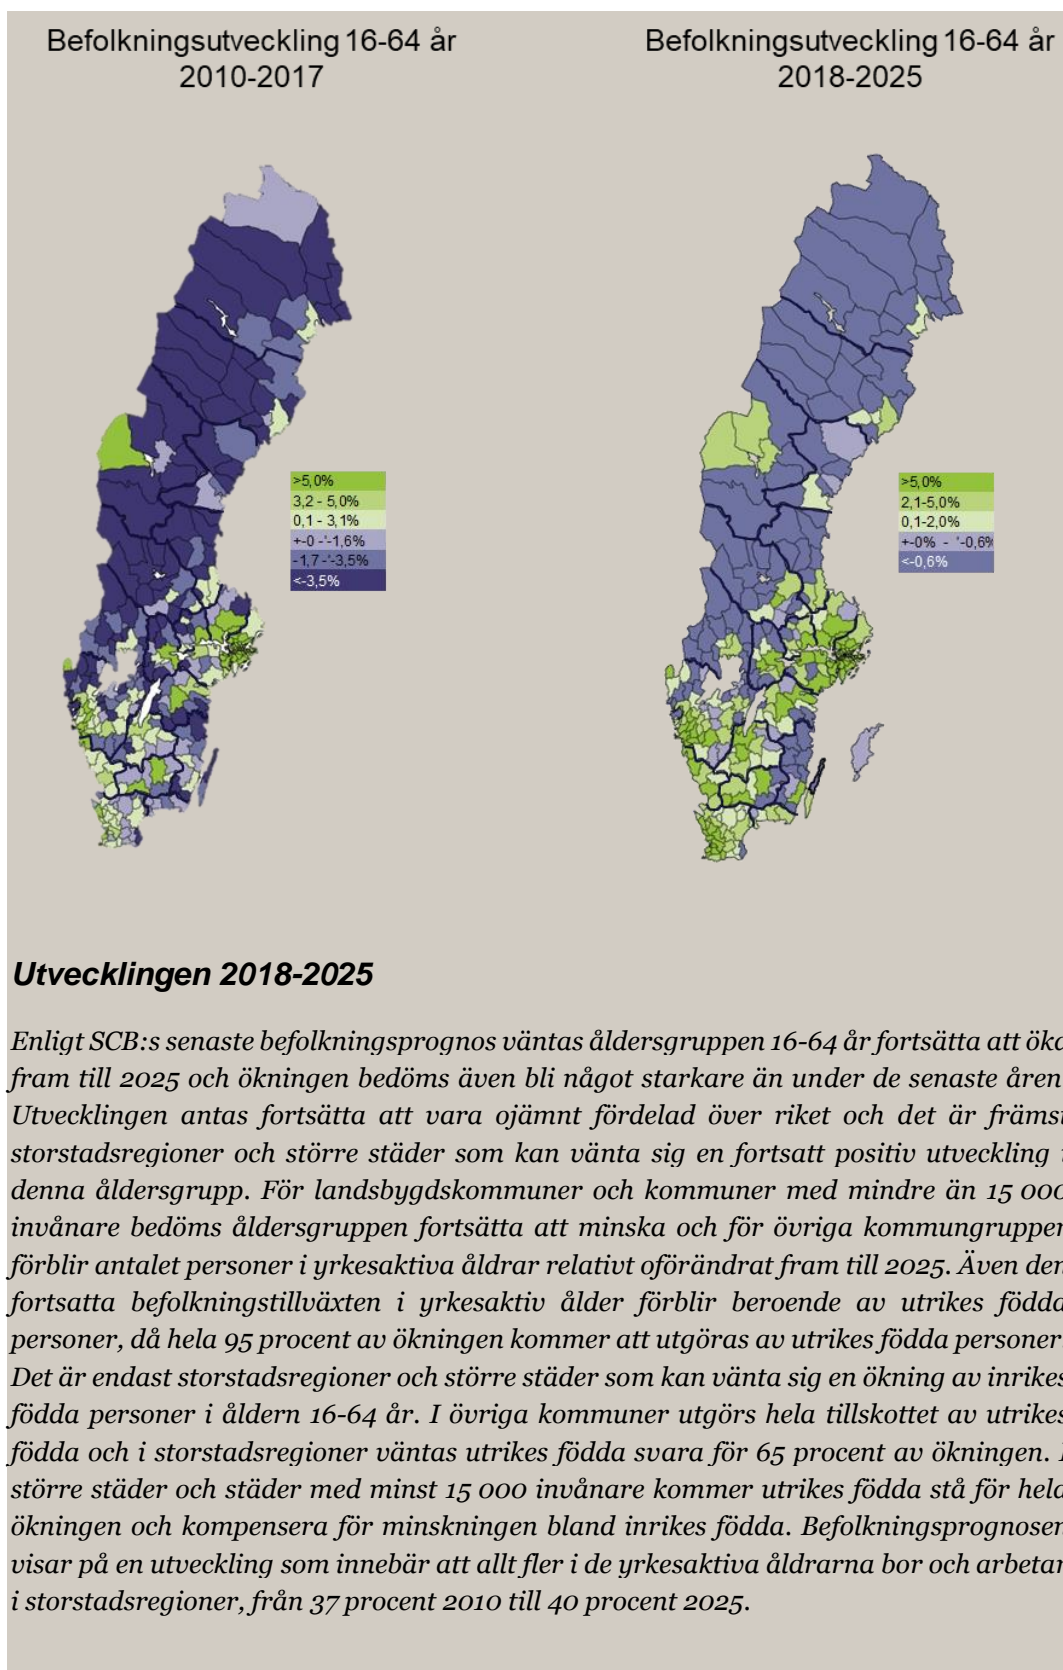 Befolkningsutveckling 16-64 år
2010-2017
Befolkningsutveckling 16-64 år
2018-2025
>5,0%
3,2 - 5,0%
0,1 - 3,1%
+-0 -'-1,6%
-1,7 -'-3,5%
<-3,5%
>5,0%
2,1-5,0%
0,1-2,0%
+-0% - '-0,6%
<-0,6%
Utvecklingen 2018-2025
Enligt SCB:s senaste befolkningsprognos väntas åldersgruppen 16-64 år fortsätta att öka
fram till 2025 och ökningen bedöms även bli något starkare än under de senaste åren.
Utvecklingen antas fortsätta att vara ojämnt fördelad över riket och det är främst
storstadsregioner och större städer som kan vänta sig en fortsatt positiv utveckling i
denna åldersgrupp. För landsbygdskommuner och kommuner med mindre än 15 000
invånare bedöms åldersgruppen fortsätta att minska och för övriga kommungrupper
förblir antalet personer i yrkesaktiva åldrar relativt oförändrat fram till 2025. Även den
fortsatta befolkningstillväxten i yrkesaktiv ålder förblir beroende av utrikes födda
personer, då hela 95 procent av ökningen kommer att utgöras av utrikes födda personer.
Det är endast storstadsregioner och större städer som kan vänta sig en ökning av inrikes
födda personer i åldern 16-64 år. I övriga kommuner utgörs hela tillskottet av utrikes
födda och i storstadsregioner väntas utrikes födda svara för 65 procent av ökningen. I
större städer och städer med minst 15 000 invånare kommer utrikes födda stå för hela
ökningen och kompensera för minskningen bland inrikes födda. Befolkningsprognosen
visar på en utveckling som innebär att allt fler i de yrkesaktiva åldrarna bor och arbetar
i storstadsregioner, från 37 procent 2010 till 40 procent 2025.